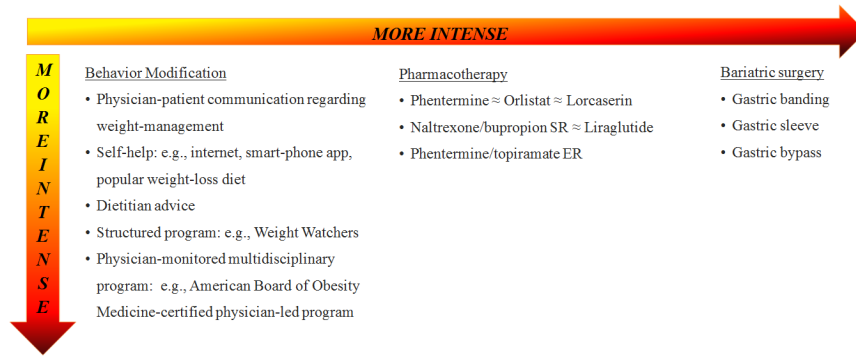 MORE INTENSE
MORE INTENSE
Behavior Modification
• Physician-patient communication regarding
weight-management
• Self-help: e.g., internet, smart-phone app,
popular weight-loss diet
• Dietitian advice
• Structured program: e.g., Weight Watchers
• Physician-monitored multidisciplinary
program: e.g., American Board of Obesity
Medicine-certified physician-led program
Pharmacotherapy
• Phentermine ≈ Orlistat ≈ Lorcaserin
• Naltrexone/bupropion SR ≈ Liraglutide
• Phentermine/topiramate ER
Bariatric surgery
• Gastric banding
• Gastric sleeve
• Gastric bypass